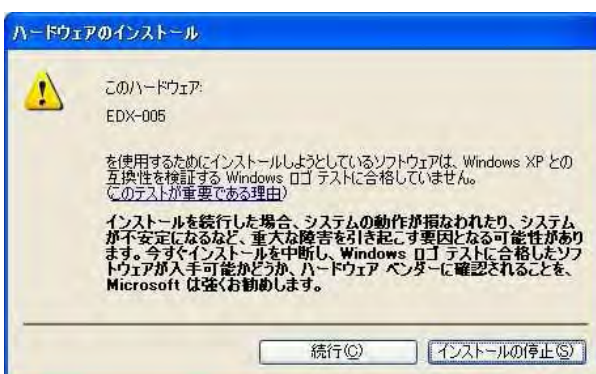 ハードウェアのインストール
このハードウェア:
EDX-005
を使用するためにインストールしようとしているソフトウェアは、Windows XP との
互換性を検証する Windows ロゴ テストに合格していません。
(このテストが重要である理由)
インストールを続行した場合、システムの動作が損なわれたり、システム
が不安定になるなど、重大な障害を引き起こす要因となる可能性があり
ます。今すぐインストールを中断し、Windows ロゴ テストに合格したソフ
トウェアが入手可能かどうか、ハードウェア ベンダーに確認されることを、
Microsoft は強くお勧めします。
続行(C)
インストールの停止(S)